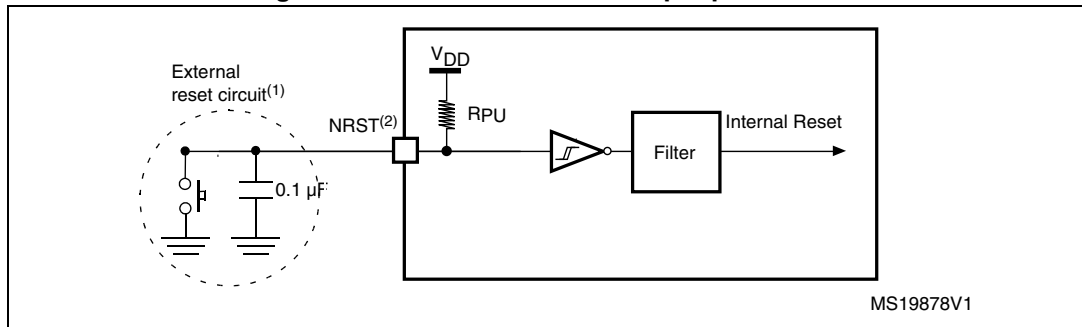 VDD
External
reset circuit(1)
RPU
NRST(2)
Internal Reset
Filter
0.1 µF
MS19878V1